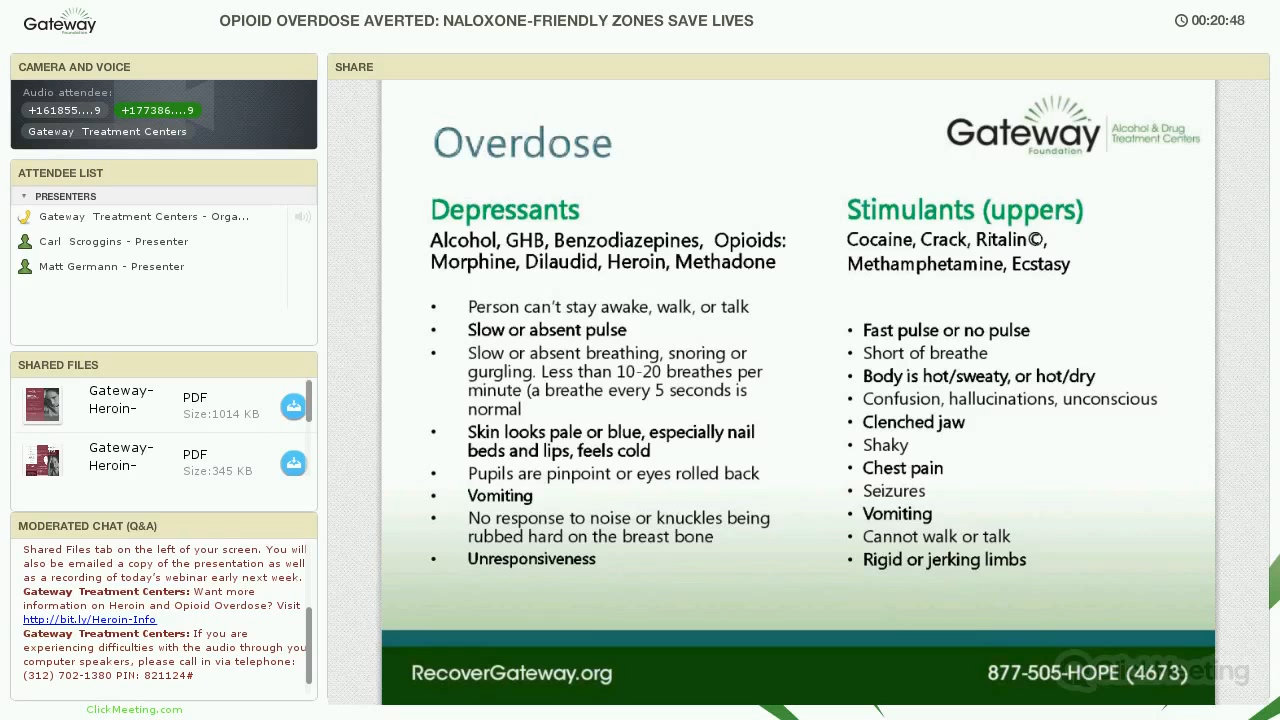 Gateway
FOUNDATION
OPIOID OVERDOSE AVERTED: NALOXONE-FRIENDLY ZONES SAVE LIVES
00:20:48
CAMERA AND VOICE
Audio attendee:
+161855....9
+177386....9
Gateway Treatment Centers
ATTENDEE LIST
PRESENTERS
Gateway Treatment Centers - Orga...
Carl Scroggins - Presenter
Matt Germann - Presenter
SHARED FILES
Gateway-
Heroin-
PDF
Size:1014 KB
Gateway-
Heroin-
PDF
Size:345 KB
MODERATED CHAT (Q&A)
Shared Files tab on the left of your screen. You will
also be emailed a copy of the presentation as well
as a recording of today's webinar early next week.
Gateway Treatment Centers: Want more
information on Heroin and Opioid Overdose? Visit
http://bit.ly/Heroin-Info
Gateway Treatment Centers: If you are
experiencing difficulties with the audio through you
computer speakers, please call in via telephone:
PIN: 821124#
ClickMeeting.com
SHARE
Overdose
Gateway
Foundation
Alcohol & Drug
Treatment Centers
Depressants
Alcohol, GHB, Benzodiazepines, Opioids:
Morphine, Dilaudid, Heroin, Methadone
• Person can't stay awake, walk, or talk
• Slow or absent pulse
• Slow or absent breathing, snoring or
gurgling. Less than 10-20 breathes per
minute (a breathe every 5 seconds is
normal
• Skin looks pale or blue, especially nail
beds and lips, feels cold
• Pupils are pinpoint or eyes rolled back
• Vomiting
• No response to noise or knuckles being
rubbed hard on the breast bone
• Unresponsiveness
Stimulants (uppers)
Cocaine, Crack, Ritalin©,
Methamphetamine, Ecstasy
• Fast pulse or no pulse
• Short of breathe
• Body is hot/sweaty, or hot/dry
• Confusion, hallucinations, unconscious
• Clenched jaw
• Shaky
• Chest pain
• Seizures
• Vomiting
• Cannot walk or talk
• Rigid or jerking limbs
RecoverGateway.org
877-505-HOPE (4673)